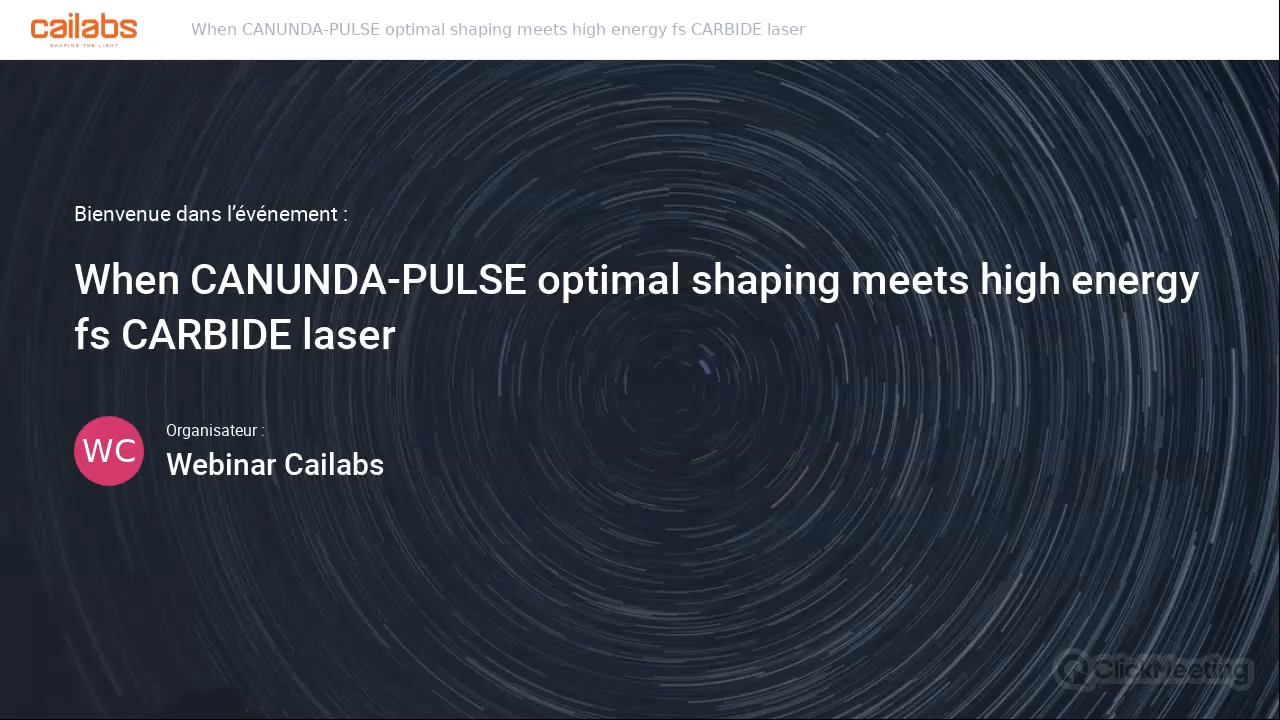 cailabs
SHAPING THE LIGHT
When CANUNDA-PULSE optimal shaping meets high energy fs CARBIDE laser
Bienvenue dans l’événement :
When CANUNDA-PULSE optimal shaping meets high energy
fs CARBIDE laser
WC
Organisateur :
Webinar Cailabs
ClickMeeting